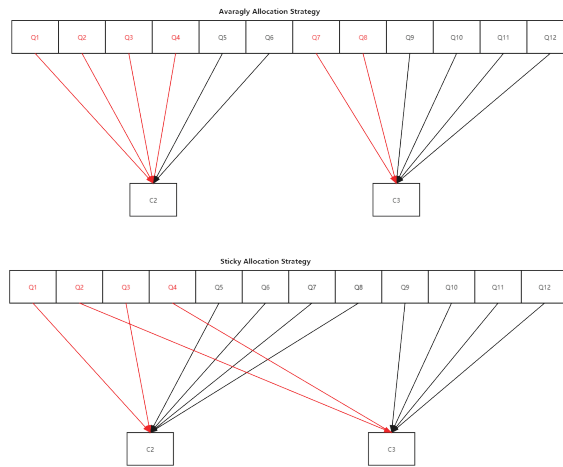 Avaragly Allocation Strategy
Q1 Q2 Q3 Q4 Q5 Q6 Q7 Q8 Q9 Q10 Q11 Q12
C2 C3
Sticky Allocation Strategy
Q1 Q2 Q3 Q4 Q5 Q6 Q7 Q8 Q9 Q10 Q11 Q12
C2 C3